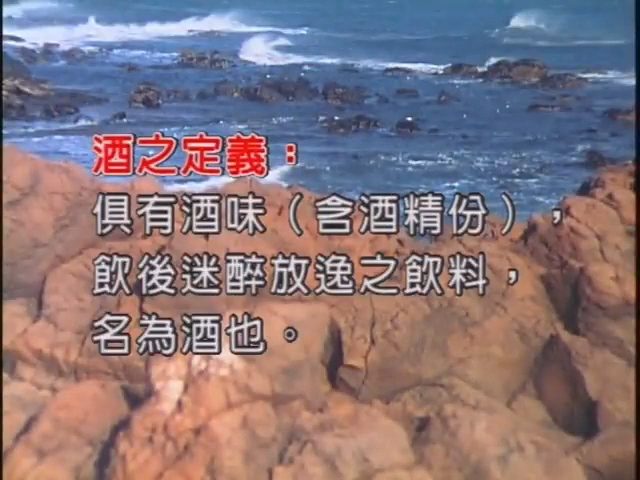 酒之定義：
俱有酒味（含酒精份），
飲後迷醉放逸之飲料，
名為酒也。